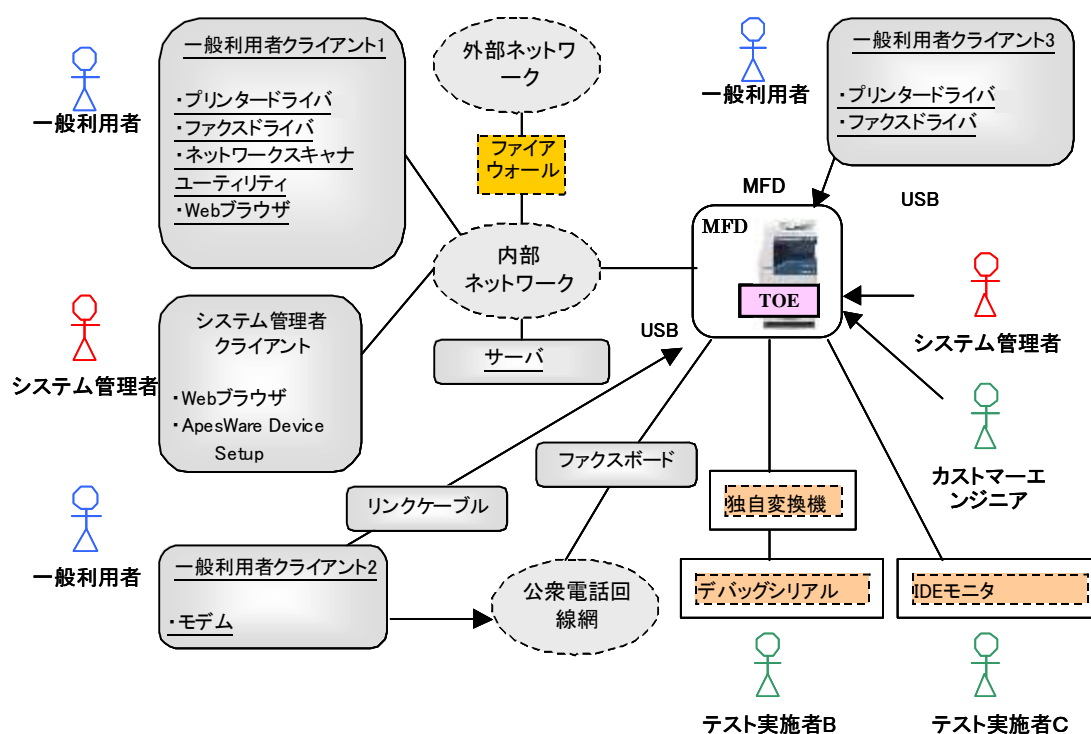 一般利用者
一般利用者クライアント1
・プリンタードライバ
・ファクスドライバ
・ネットワークスキャナ
ユーティリティ
・Webブラウザ
外部ネットワ
ーク
ファイア
ウォール
内部
ネットワーク
サーバ
一般利用者
一般利用者クライアント3
・プリンタードライバ
・ファクスドライバ
USB
MFD
MFD
TOE
システム管理者
システム管理者
クライアント
・Webブラウザ
・ApesWare Device
Setup
USB
システム管理者
カストマーエ
ンジニア
ファクスボード
リンクケーブル
独自変換機
一般利用者
一般利用者クライアント2
・モデム
公衆電話回
線網
デバッグシリアル
IDEモニタ
テスト実施者B
テスト実施者C